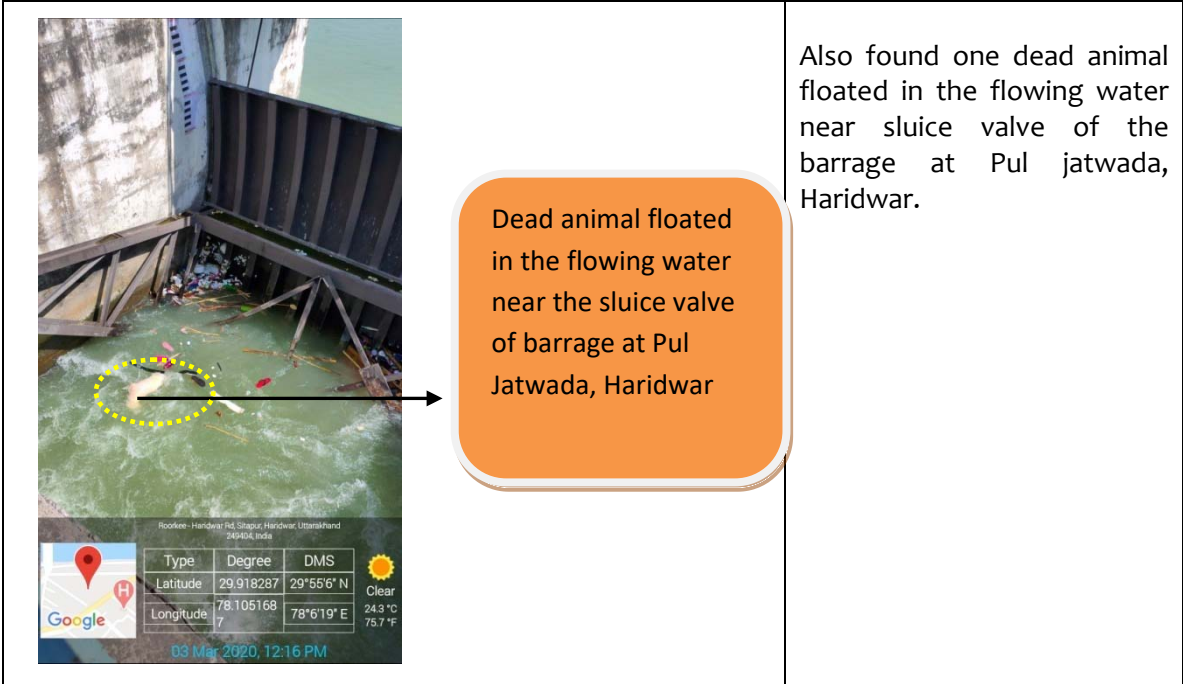 Also found one dead animal
floated in the flowing water
near sluice valve of the
barrage at Pul jatwada,
Haridwar.
Dead animal floated
in the flowing water
near the sluice valve
of barrage at Pul
Jatwada, Haridwar
Roorkee- Haridwar Rd, Sitapur, Haridwar, Uttarakhand
249404, India
Type Degree DMS
Latitude 29.918287 29°55'6" N
Longitude 78.105168
7 78°6'19" E
H
Google
Clear
24.3 °C
75.7 °F
03 Mar 2020, 12:16 PM